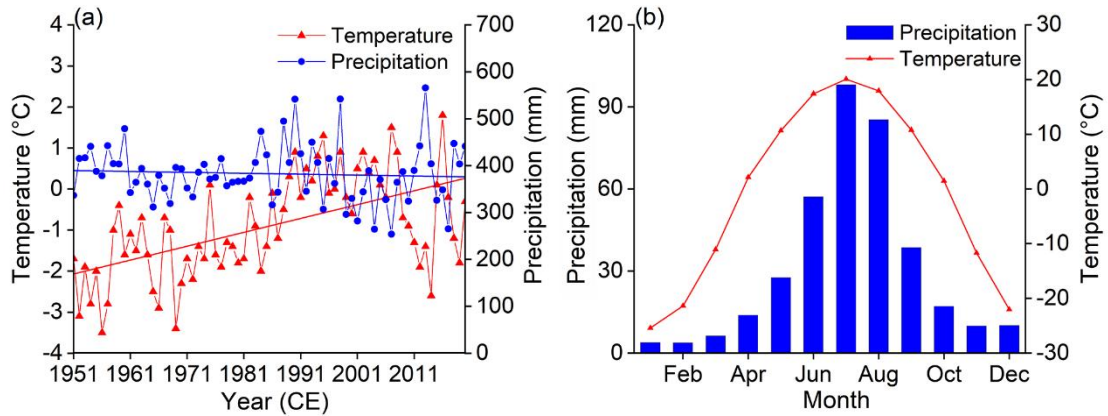 (a)
Temperature
Precipitation
4
3
2
1
0
-1
-2
-3
-4
Temperature (°C)
700
600
500
400
300
200
100
0
Precipitation (mm)
1951 1961 1971 1981 1991 2001 2011
Year (CE)
(b)
Precipitation
Temperature
120
90
60
30
0
Precipitation (mm)
30
20
10
0
-10
-20
-30
Temperature (°C)
Feb Apr Jun Aug Oct Dec
Month